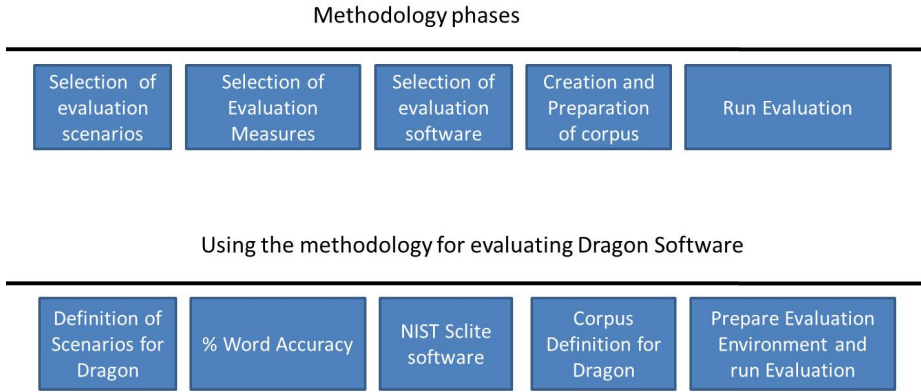 Methodology phases
Selection of
evaluation
scenarios
Selection of
Evaluation
Measures
Selection of
evaluation
software
Creation and
Preparation
of corpus
Run Evaluation
Using the methodology for evaluating Dragon Software
Definition of
Scenarios for
Dragon
% Word Accuracy
NIST Sclite
software
Corpus
Definition for
Dragon
Prepare Evaluation
Environment and
run Evaluation